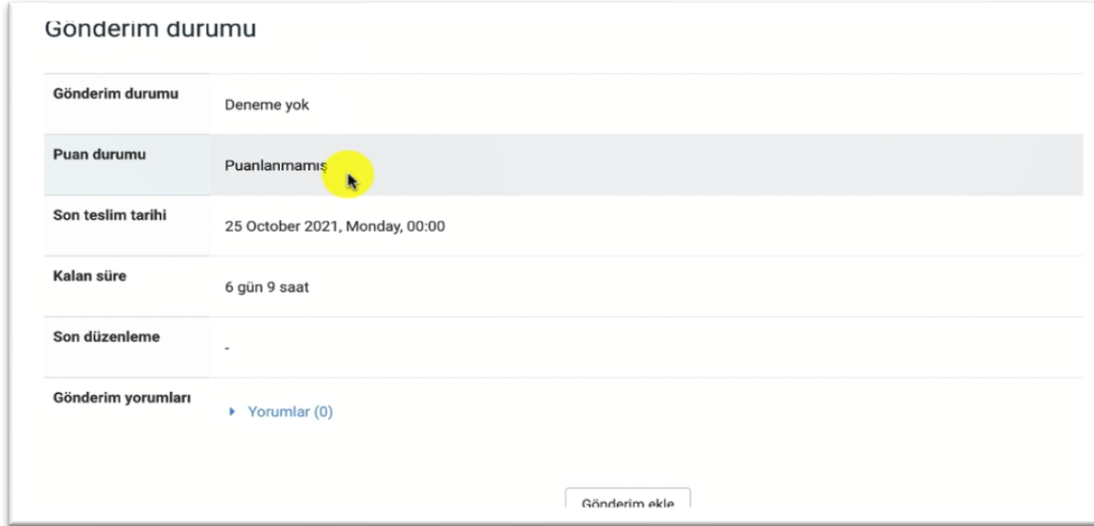 Gönderim durumu
Gönderim durumu
Deneme yok
Puan durumu
Puanlanmamış
Son teslim tarihi
25 October 2021, Monday, 00:00
Kalan süre
6 gün 9 saat
Son düzenleme
-
Gönderim yorumları
Yorumlar (0)
Gönderim ekle